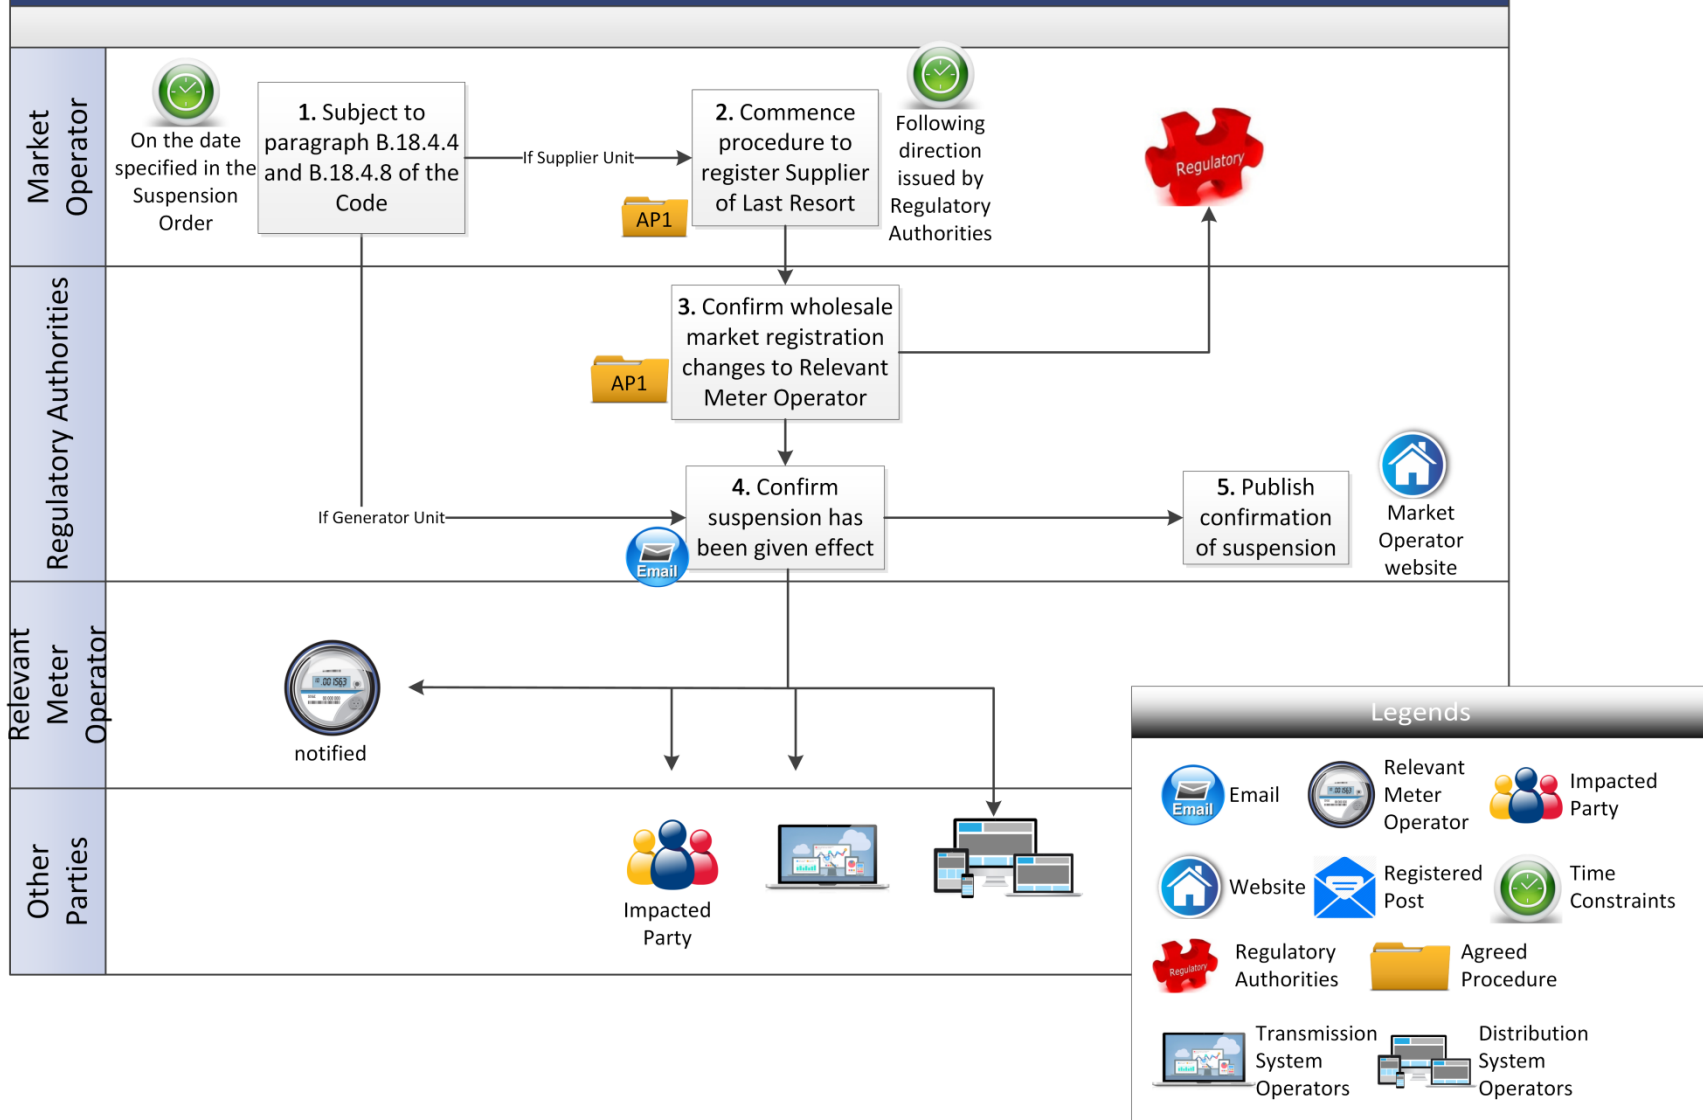 Market
Operator
On the date
specified in the
Suspension
Order
1. Subject to
paragraph B.18.4.4
and B.18.4.8 of the
Code
If Supplier Unit
AP1
2. Commence
procedure to
register Supplier
of Last Resort
Following
direction
issued by
Regulatory
Authorities
Regulatory
Regulatory Authorities
AP1
3. Confirm wholesale
market registration
changes to Relevant
Meter Operator
If Generator Unit
Email
4. Confirm
suspension has
been given effect
5. Publish
confirmation
of suspension
Market
Operator
website
Relevant
Meter
Operator
notified
Other
Parties
Impacted
Party
Legends
Email
Email
Relevant
Meter
Operator
Impacted
Party
Website
Registered
Post
Time
Constraints
Regulatory
Regulatory
Authorities
Agreed
Procedure
Transmission
System
Operators
Distribution
System
Operators